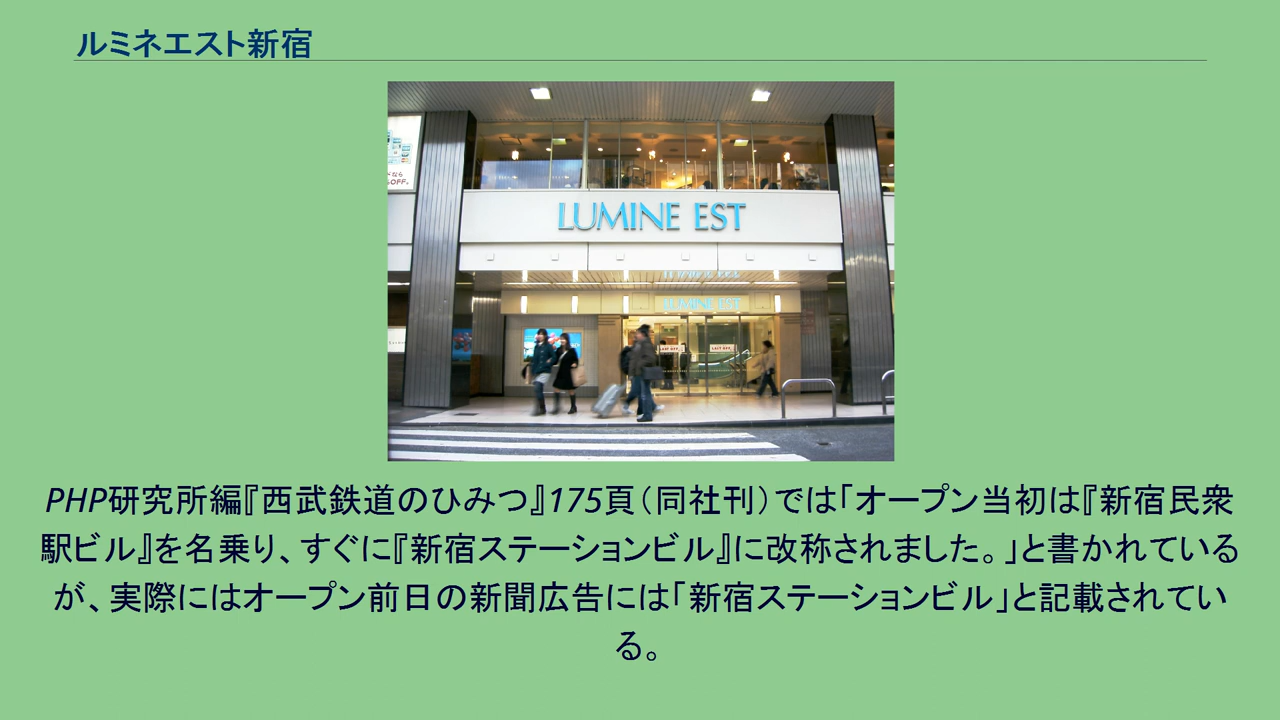 ルミネエスト新宿
ドなら
%OFF。
LUMINE EST
LUMINE EST
LUMINE EST
PHP研究所編『西武鉄道のひみつ』175頁（同社刊）では「オープン当初は『新宿民衆
駅ビル』を名乗り、すぐに『新宿ステーションビル』に改称されました。」と書かれている
が、実際にはオープン前日の新聞広告には「新宿ステーションビル」と記載されてい
る。